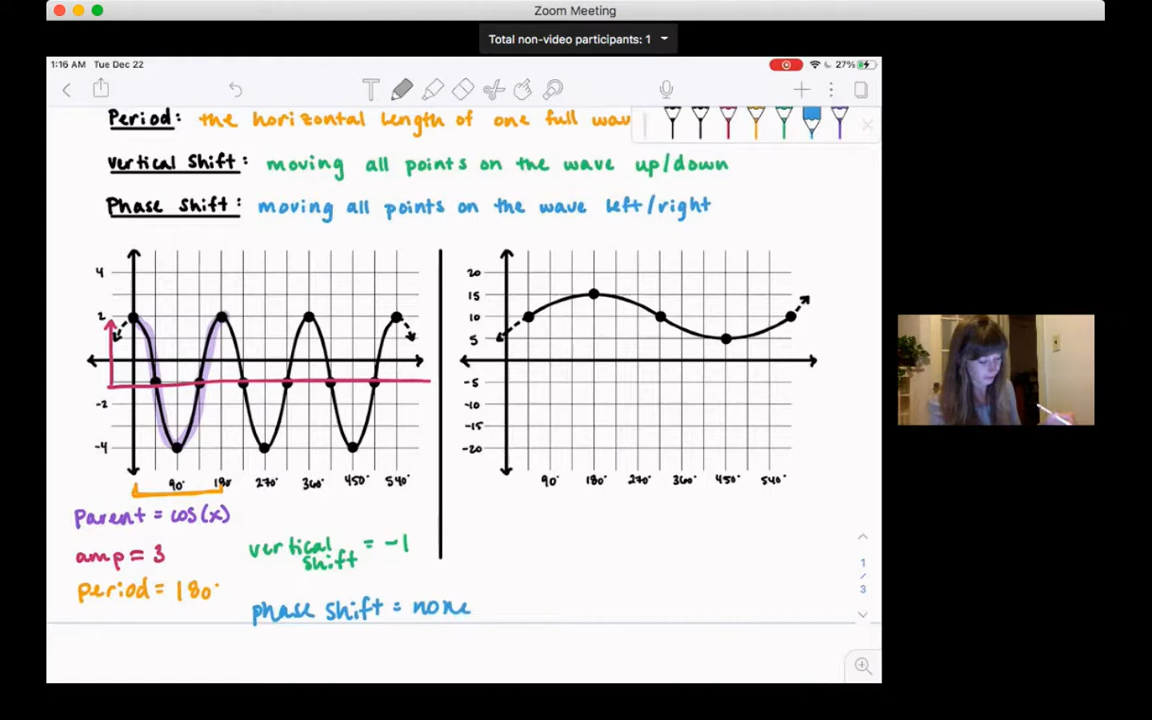 Zoom Meeting
Total non-video participants: 1
1:16 AM Tue Dec 22
27%
T
Period: the horizontal length of one full wav
Vertical Shift: moving all points on the wave up/down
Phase Shift: moving all points on the wave left/right
4
2
-2
-4
90° 180° 270° 360° 450° 540°
20
15
10
5
-5
-10
-15
-20
90° 180° 270° 360° 450° 540°
Parent = cos(x)
amp = 3
period = 180°
vertical shift = -1
phase shift = none
1
/
3